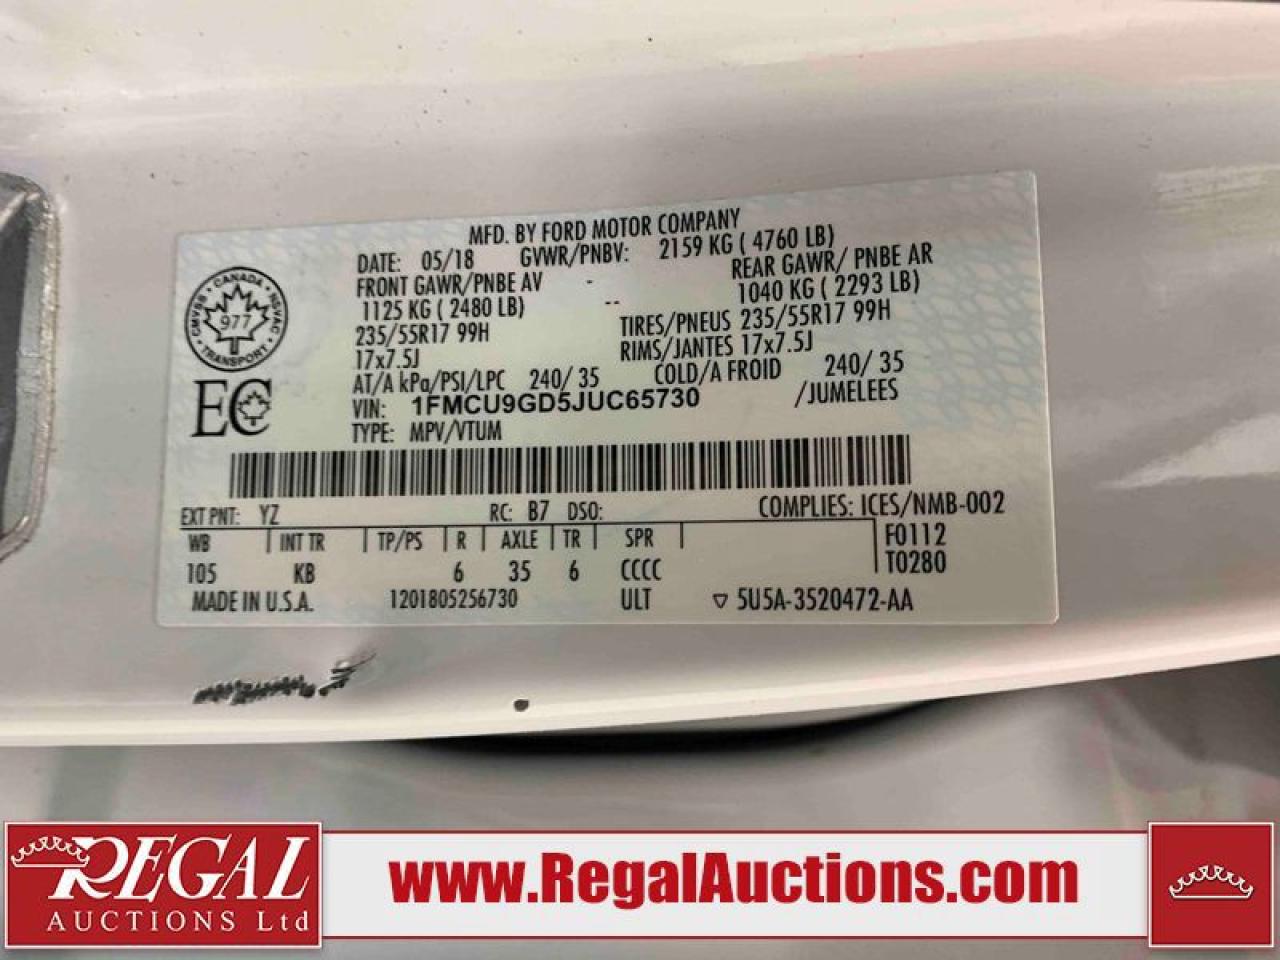 MFD. BY FORD MOTOR COMPANY
DATE: 05/18 GVWR/PNBV: 2159 KG ( 4760 LB)
FRONT GAWR/PNBE AV - REAR GAWR/ PNBE AR
1125 KG ( 2480 LB) -- 1040 KG ( 2293 LB)
235/55R17 99H TIRES/PNEUS 235/55R17 99H
17x7.5J RIMS/JANTES 17x7.5J
AT/A kPa/PSI/LPC 240/ 35 COLD/A FROID 240/ 35
VIN: 1FMCU9GD5JUC65730 /JUMELEES
TYPE: MPV/VTUM
CANADA
CMVSS NSVAC
977
TRANSPORT
EC
EXT PNT: YZ RC: B7 DSO: COMPLIES: ICES/NMB-002
WB INT TR TP/PS R AXLE TR SPR F0112
105 KB 6 35 6 CCCC T0280
MADE IN U.S.A. 1201805256730 ULT ▽ 5U5A-3520472-AA
REGAL
AUCTIONS Ltd
www.RegalAuctions.com